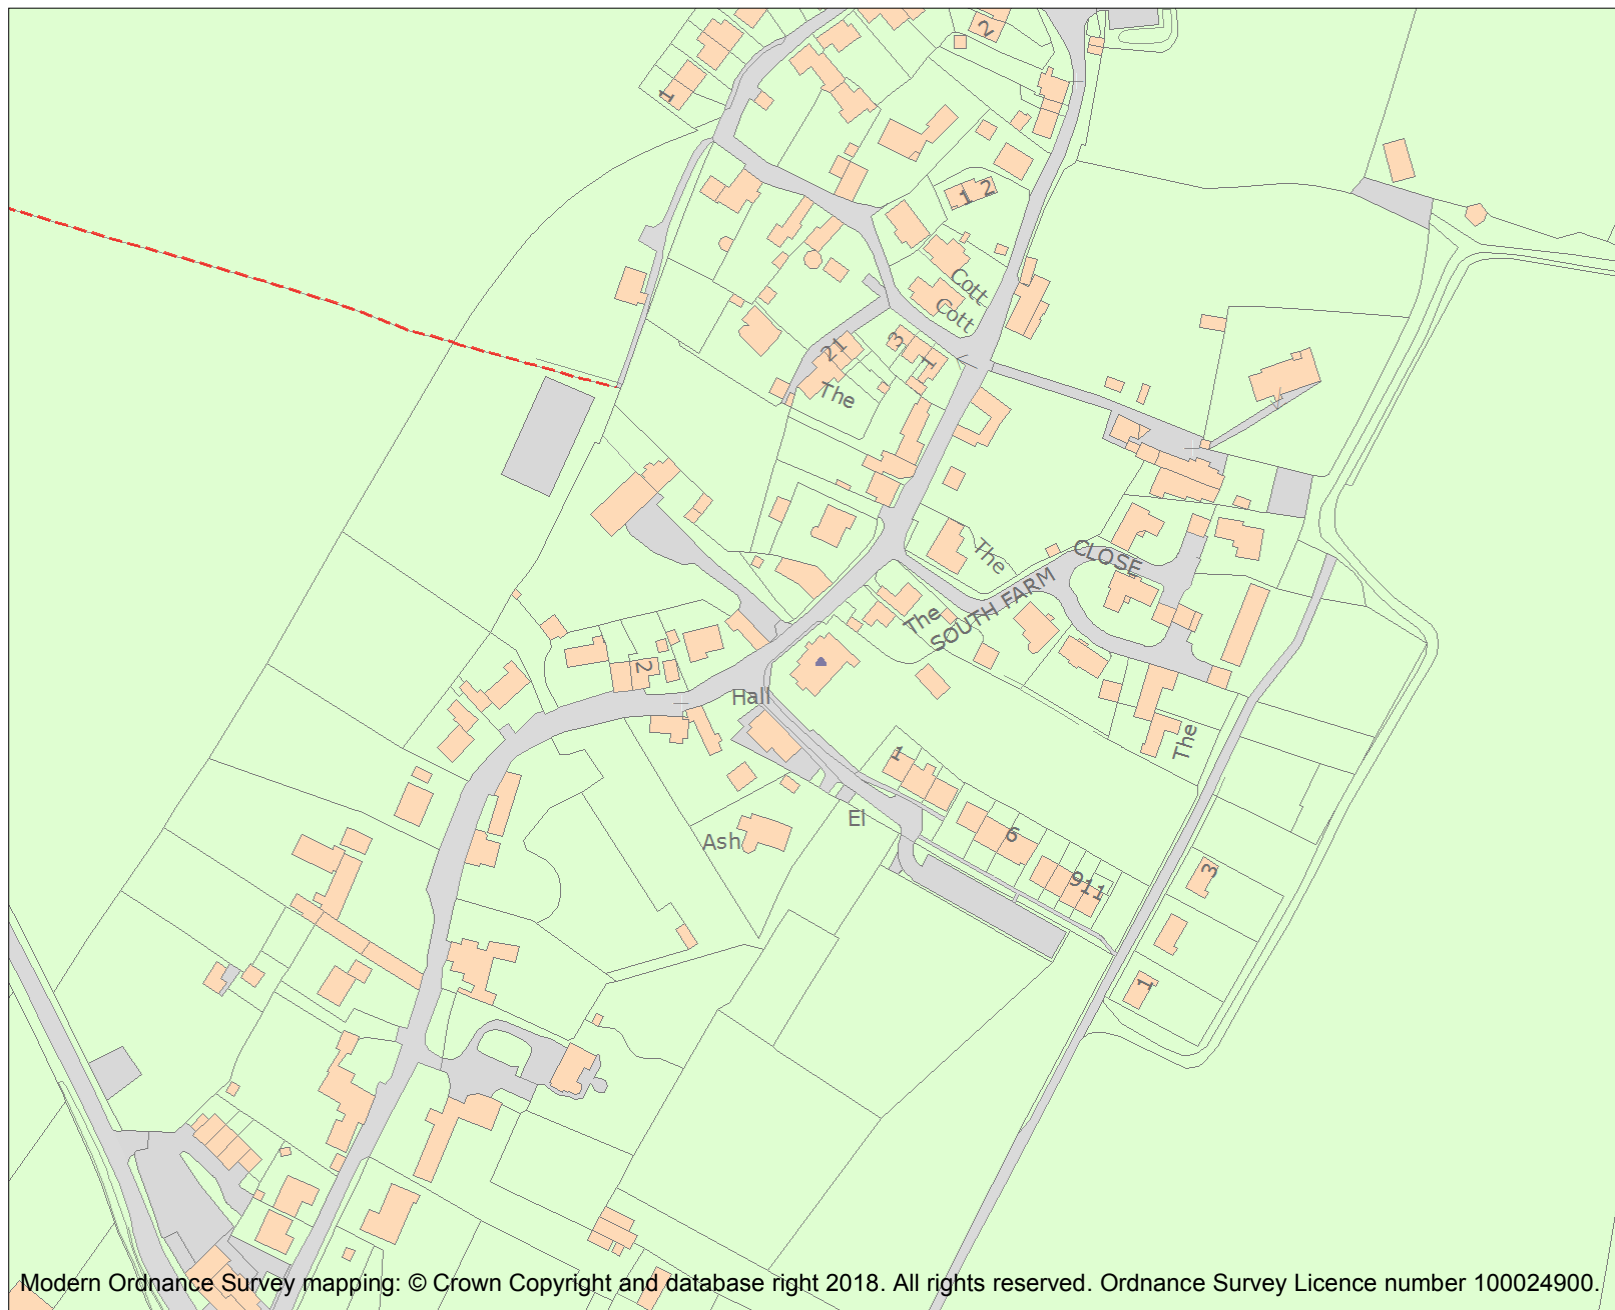 2
1
1 2
Cott
Cott
3
1
21
The
The
CLOSE
SOUTH FARM
The
2
Hall
The
1
El
6
Ash
911
3
1
Modern Ordnance Survey mapping: © Crown Copyright and database right 2018. All rights reserved. Ordnance Survey Licence number 100024900.